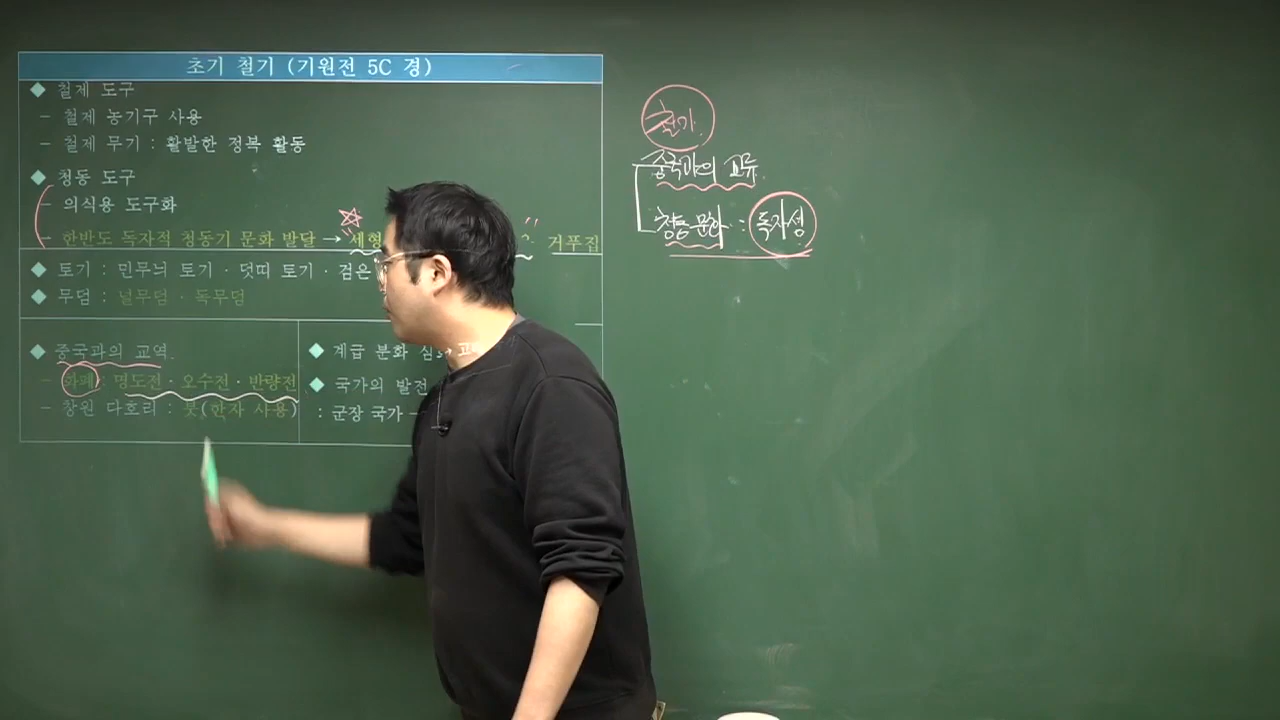 초기 철기 (기원전 5C 경)
◆ 철제 도구
- 철제 농기구 사용
- 철제 무기 : 활발한 정복 활동
◆ 청동 도구
- 의식용 도구화
- 한반도 독자적 청동기 문화 발달 → 세형 거푸집
◆ 토기 : 민무늬 토기 · 덧띠 토기 · 검은
◆ 무덤 : 널무덤 · 독무덤
◆ 중국과의 교역
- 화폐 : 명도전 · 오수전 · 반량전
- 창원 다호리 : 붓(한자 사용)
◆ 계급 분화 심
◆ 국가의 발전
: 군장 국가
철기
중국과의 교류
청동 문화 : 독자성